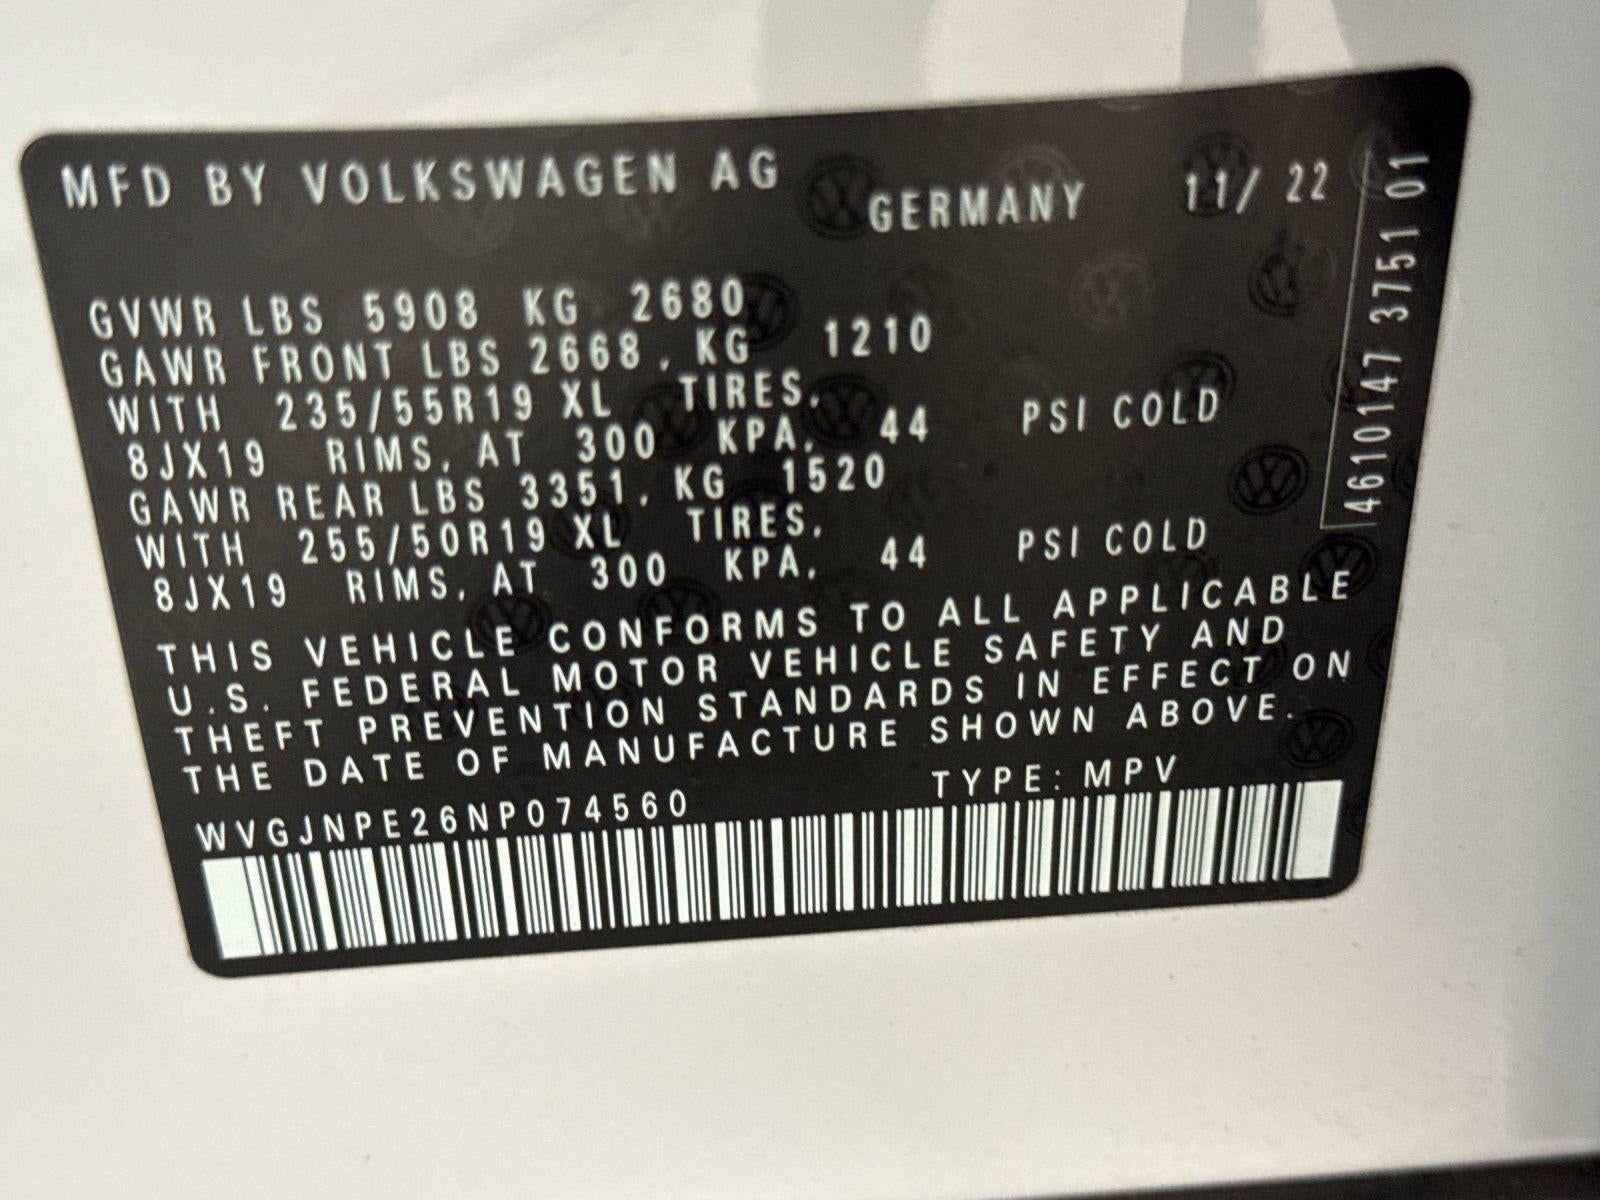 MFD BY VOLKSWAGEN AG GERMANY 11/ 22
GVWR LBS 5908 KG 2680
GAWR FRONT LBS 2668, KG 1210
WITH 235/55R19 XL TIRES,
8JX19 RIMS, AT 300 KPA, 44 PSI COLD
GAWR REAR LBS 3351, KG 1520
WITH 255/50R19 XL TIRES,
8JX19 RIMS, AT 300 KPA, 44 PSI COLD
THIS VEHICLE CONFORMS TO ALL APPLICABLE
U.S. FEDERAL MOTOR VEHICLE SAFETY AND
THEFT PREVENTION STANDARDS IN EFFECT ON
THE DATE OF MANUFACTURE SHOWN ABOVE.
WVGJNPE26NP074560 TYPE: MPV
4610147 3751 01